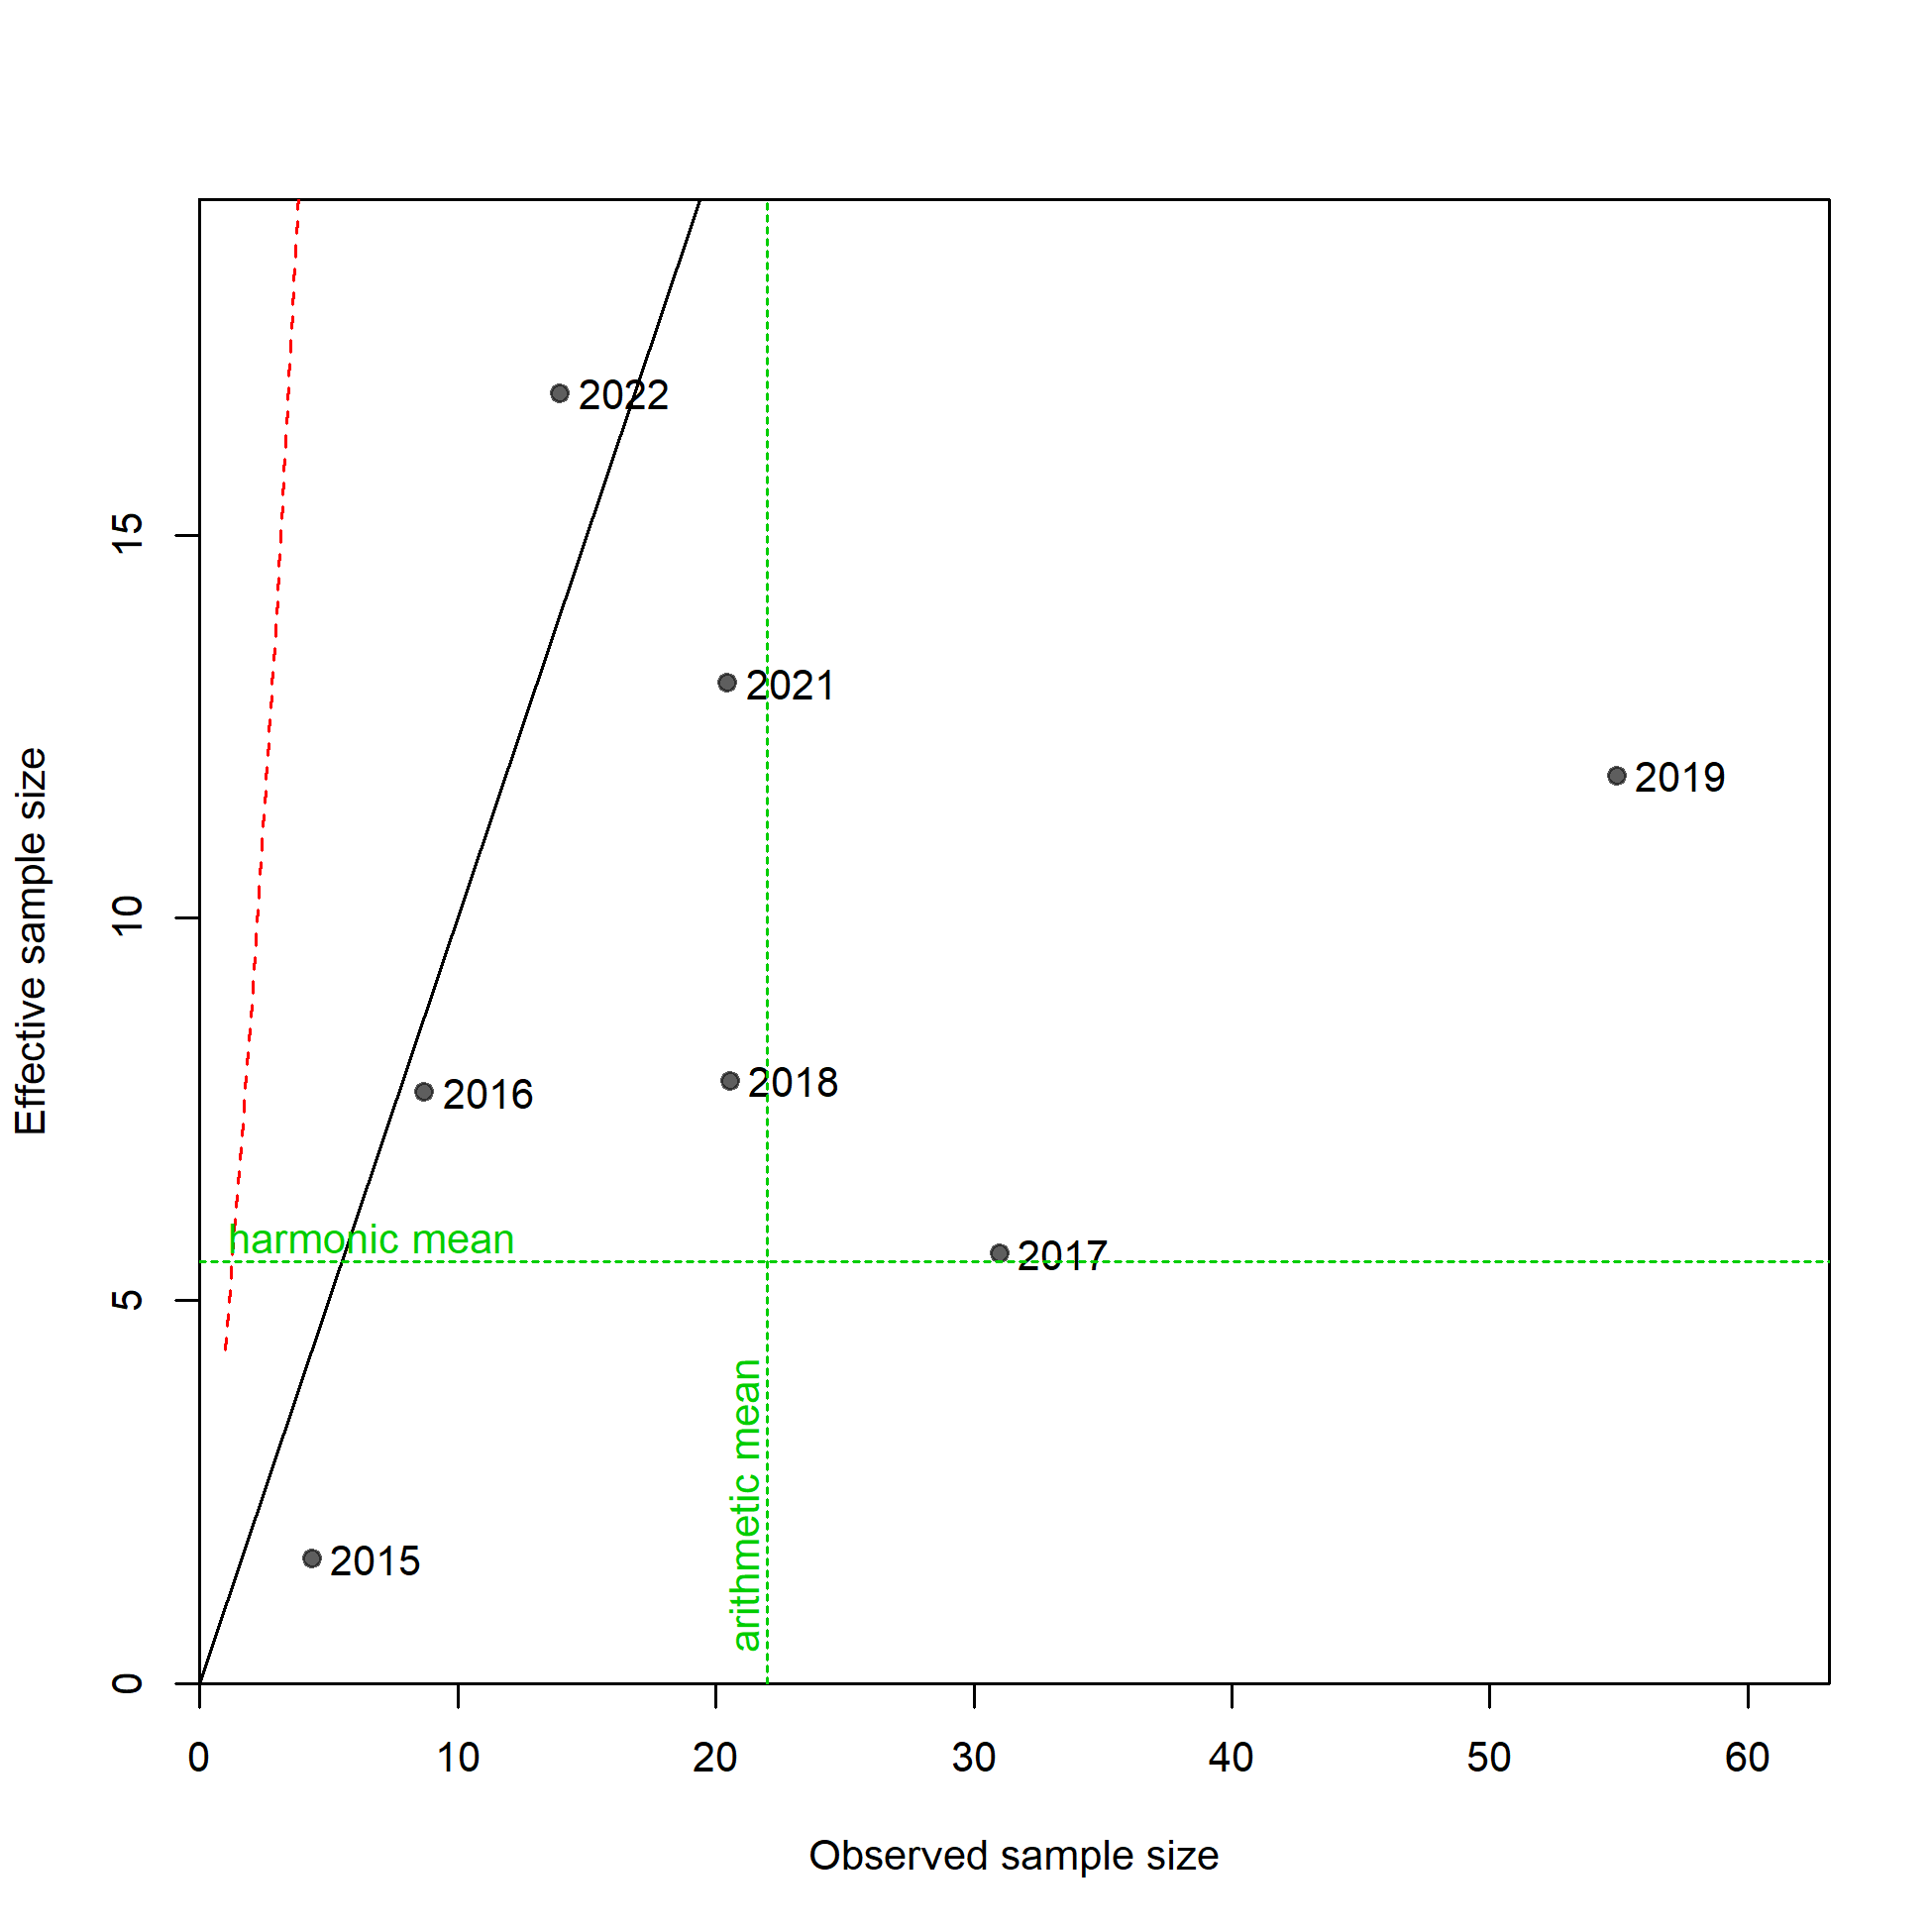 2022
15
2021
2019
10
Effective sample size
2016
2018
harmonic mean
2017
5
arithmetic mean
2015
0
0 10 20 30 40 50 60
Observed sample size